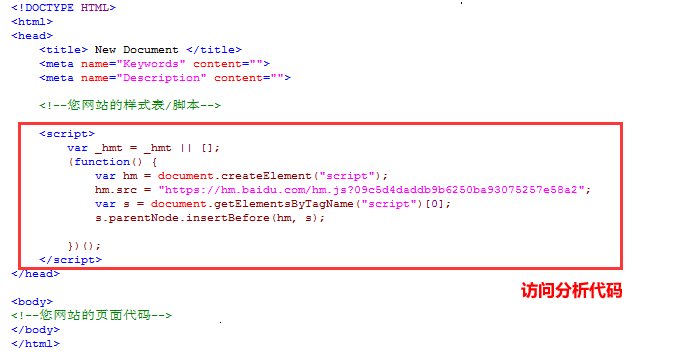 <!DOCTYPE HTML>
<html>
<head>
    <title> New Document </title>
    <meta name="Keywords" content="">
    <meta name="Description" content="">
    <!--您网站的样式表/脚本-->
    <script>
        var _hmt = _hmt || [];
        (function() {
            var hm = document.createElement("script");
            hm.src = "https://hm.baidu.com/hm.js?09c5d4daddb9b6250ba93075257e58a2";
            var s = document.getElementsByTagName("script")[0];
            s.parentNode.insertBefore(hm, s);
        })();
    </script>
</head>
访问分析代码
<body>
<!--您网站的页面代码-->
</body>
</html>